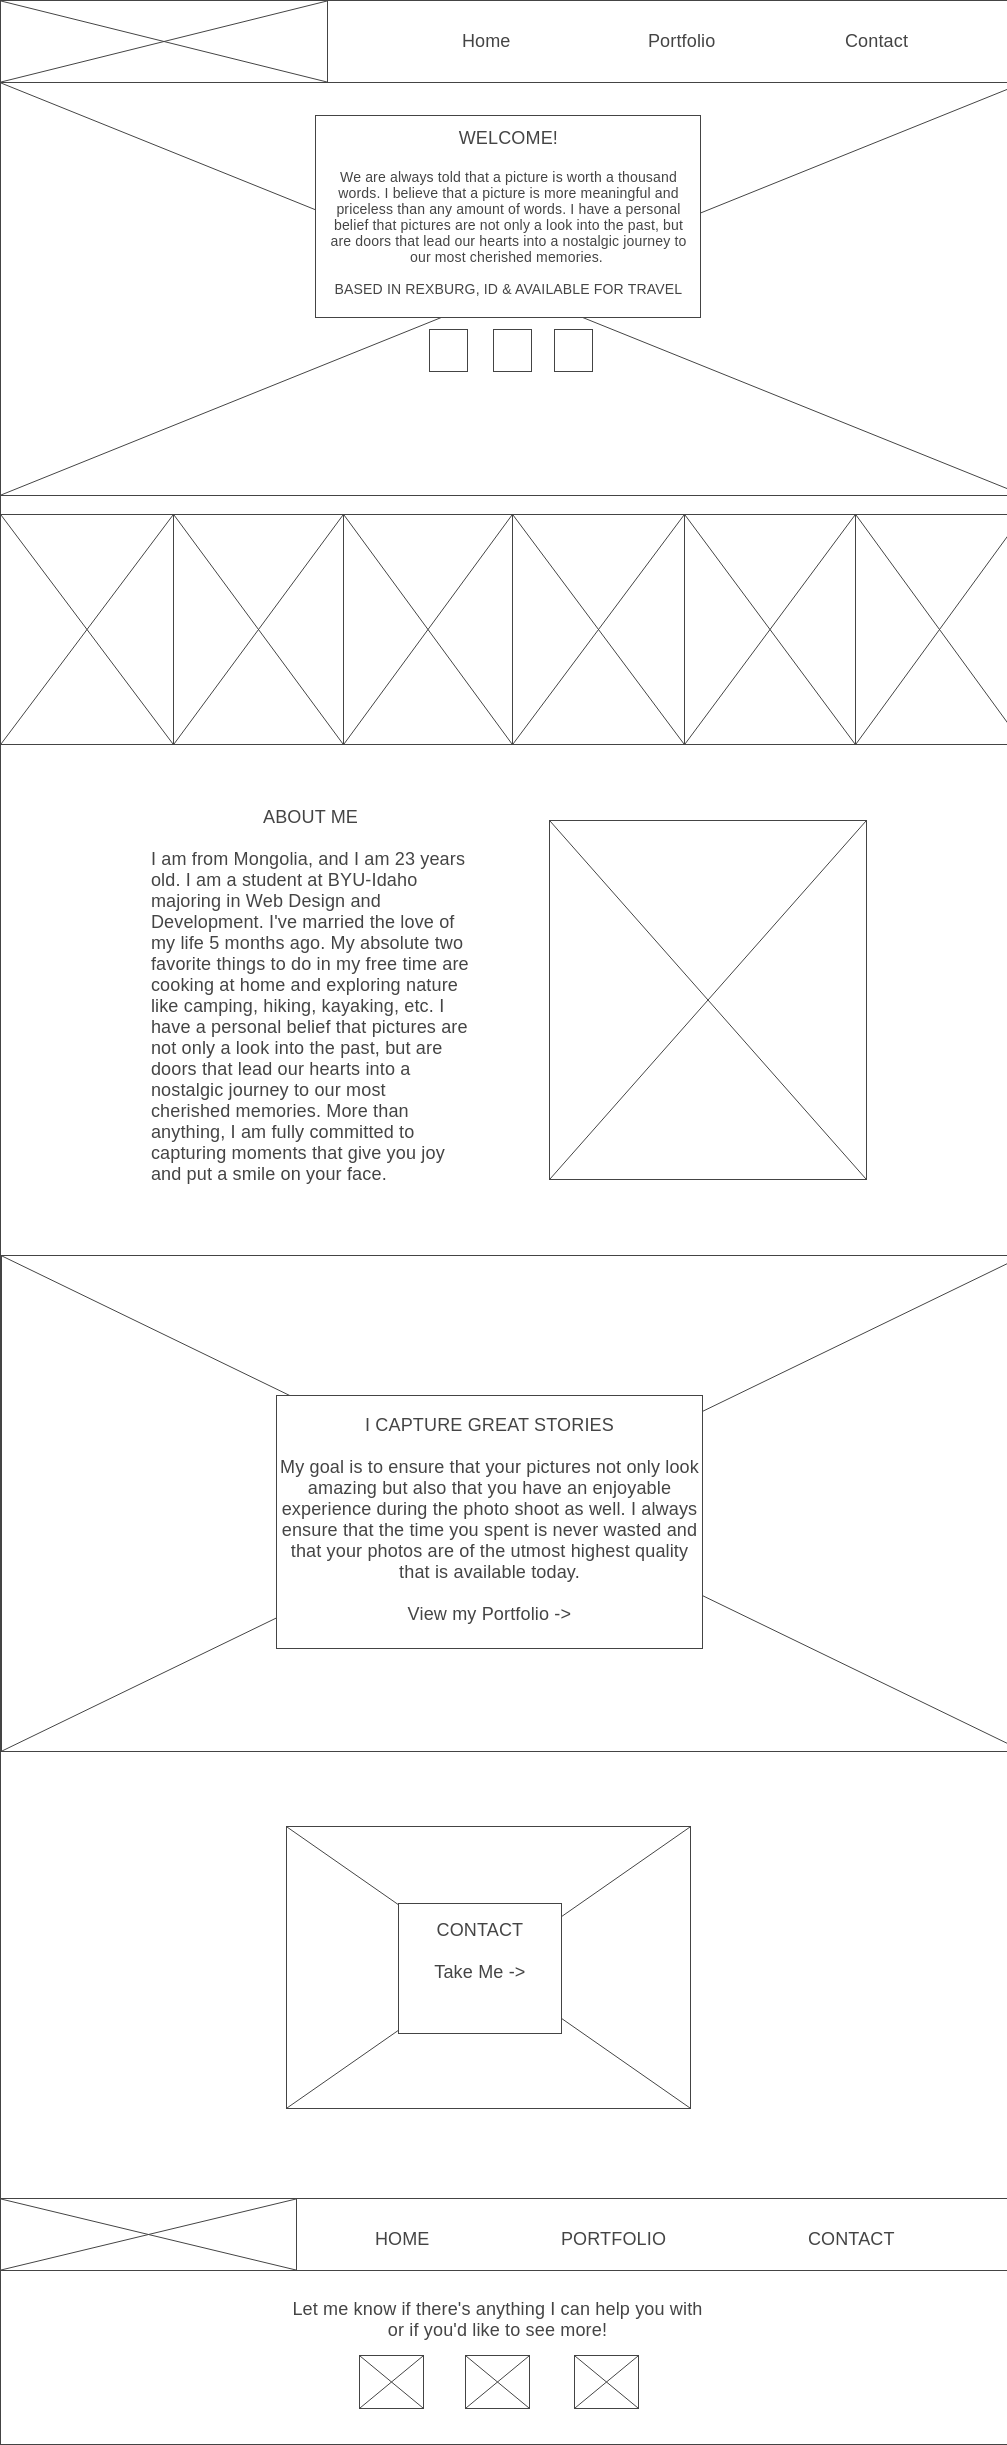 Home Portfolio Contact
WELCOME!
We are always told that a picture is worth a thousand
words. I believe that a picture is more meaningful and
priceless than any amount of words. I have a personal
belief that pictures are not only a look into the past, but
are doors that lead our hearts into a nostalgic journey to
our most cherished memories.
BASED IN REXBURG, ID & AVAILABLE FOR TRAVEL
ABOUT ME
I am from Mongolia, and I am 23 years
old. I am a student at BYU-Idaho
majoring in Web Design and
Development. I've married the love of
my life 5 months ago. My absolute two
favorite things to do in my free time are
cooking at home and exploring nature
like camping, hiking, kayaking, etc. I
have a personal belief that pictures are
not only a look into the past, but are
doors that lead our hearts into a
nostalgic journey to our most
cherished memories. More than
anything, I am fully committed to
capturing moments that give you joy
and put a smile on your face.
I CAPTURE GREAT STORIES
My goal is to ensure that your pictures not only look
amazing but also that you have an enjoyable
experience during the photo shoot as well. I always
ensure that the time you spent is never wasted and
that your photos are of the utmost highest quality
that is available today.
View my Portfolio ->
CONTACT
Take Me ->
HOME PORTFOLIO CONTACT
Let me know if there's anything I can help you with
or if you'd like to see more!